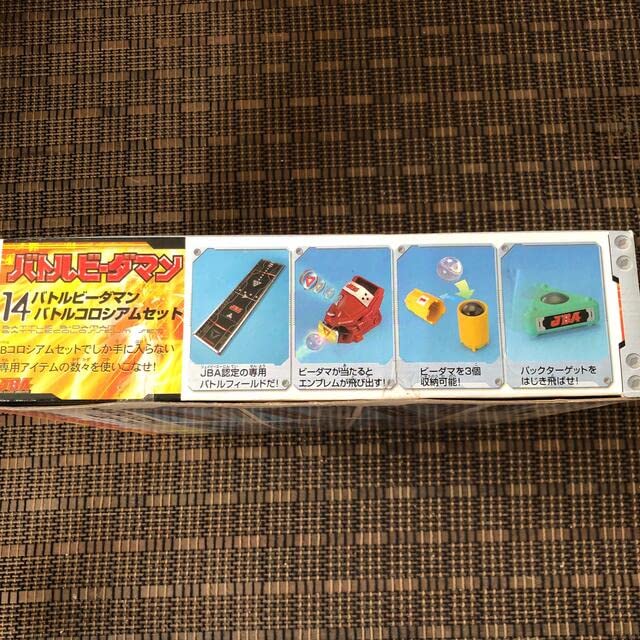 バトルビーダマン
14 バトルビーダマン
バトルコロシアムセット
BATTLE B-DAMAN
BATTLE COLOSSEUM SET
Bコロシアムセットでしか手に入らない
専用アイテムの数々を使いこなせ!
JBA
JBA認定の専用
バトルフィールドだ!
ビーダマが当たると
エンブレムが飛び出す!
ビーダマを3個
収納可能!
JBA
パックターゲットを
はじき飛ばせ!